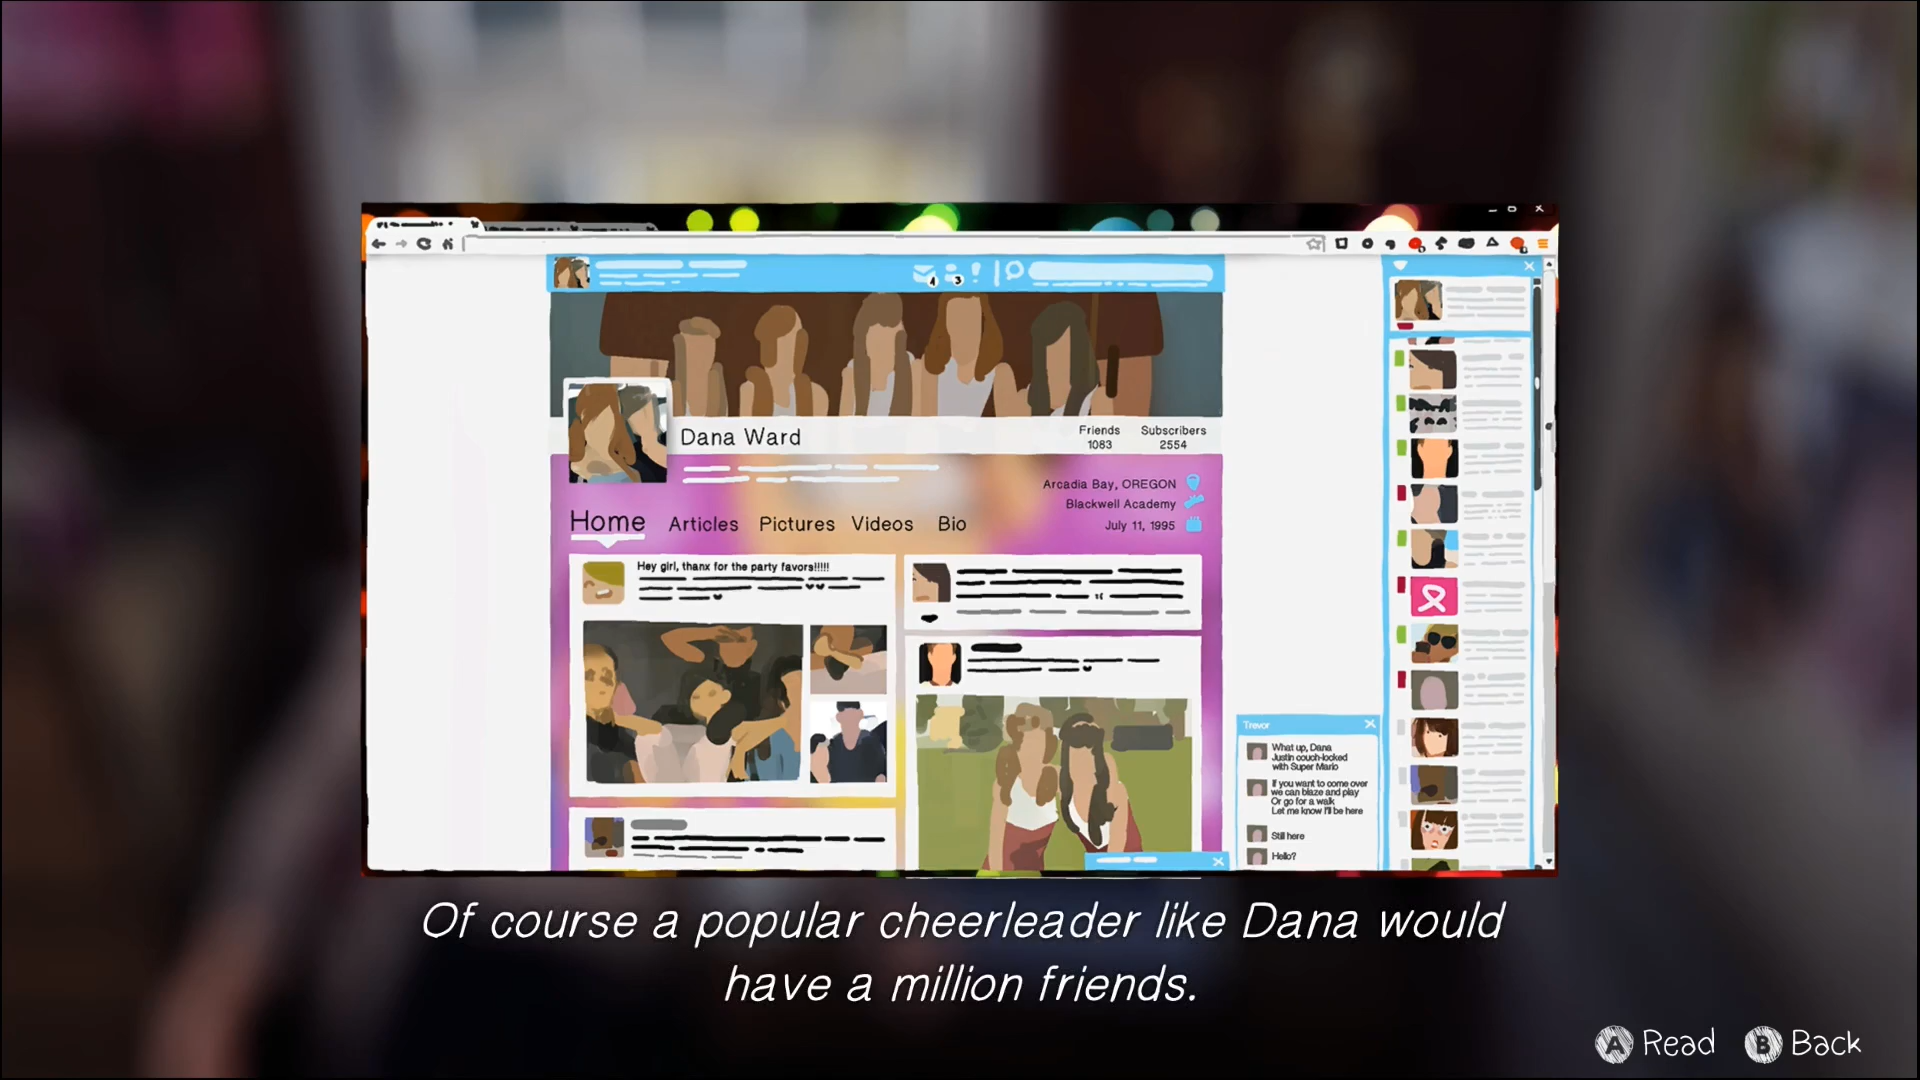 4
3
Dana Ward
Friends
1083
Subscribers
2554
Arcadia Bay, OREGON
Blackwell Academy
July 11, 1995
Home
Articles
Pictures
Videos
Bio
Hey girl, thanx for the party favors!!!!!
Trevor
What up, Dana
Justin couch-locked
with Super Mario
If you want to come over
we can blaze and play
Or go for a walk
Let me know I'll be here
Still here
Hello?
Of course a popular cheerleader like Dana would
have a million friends.
A Read
B Back